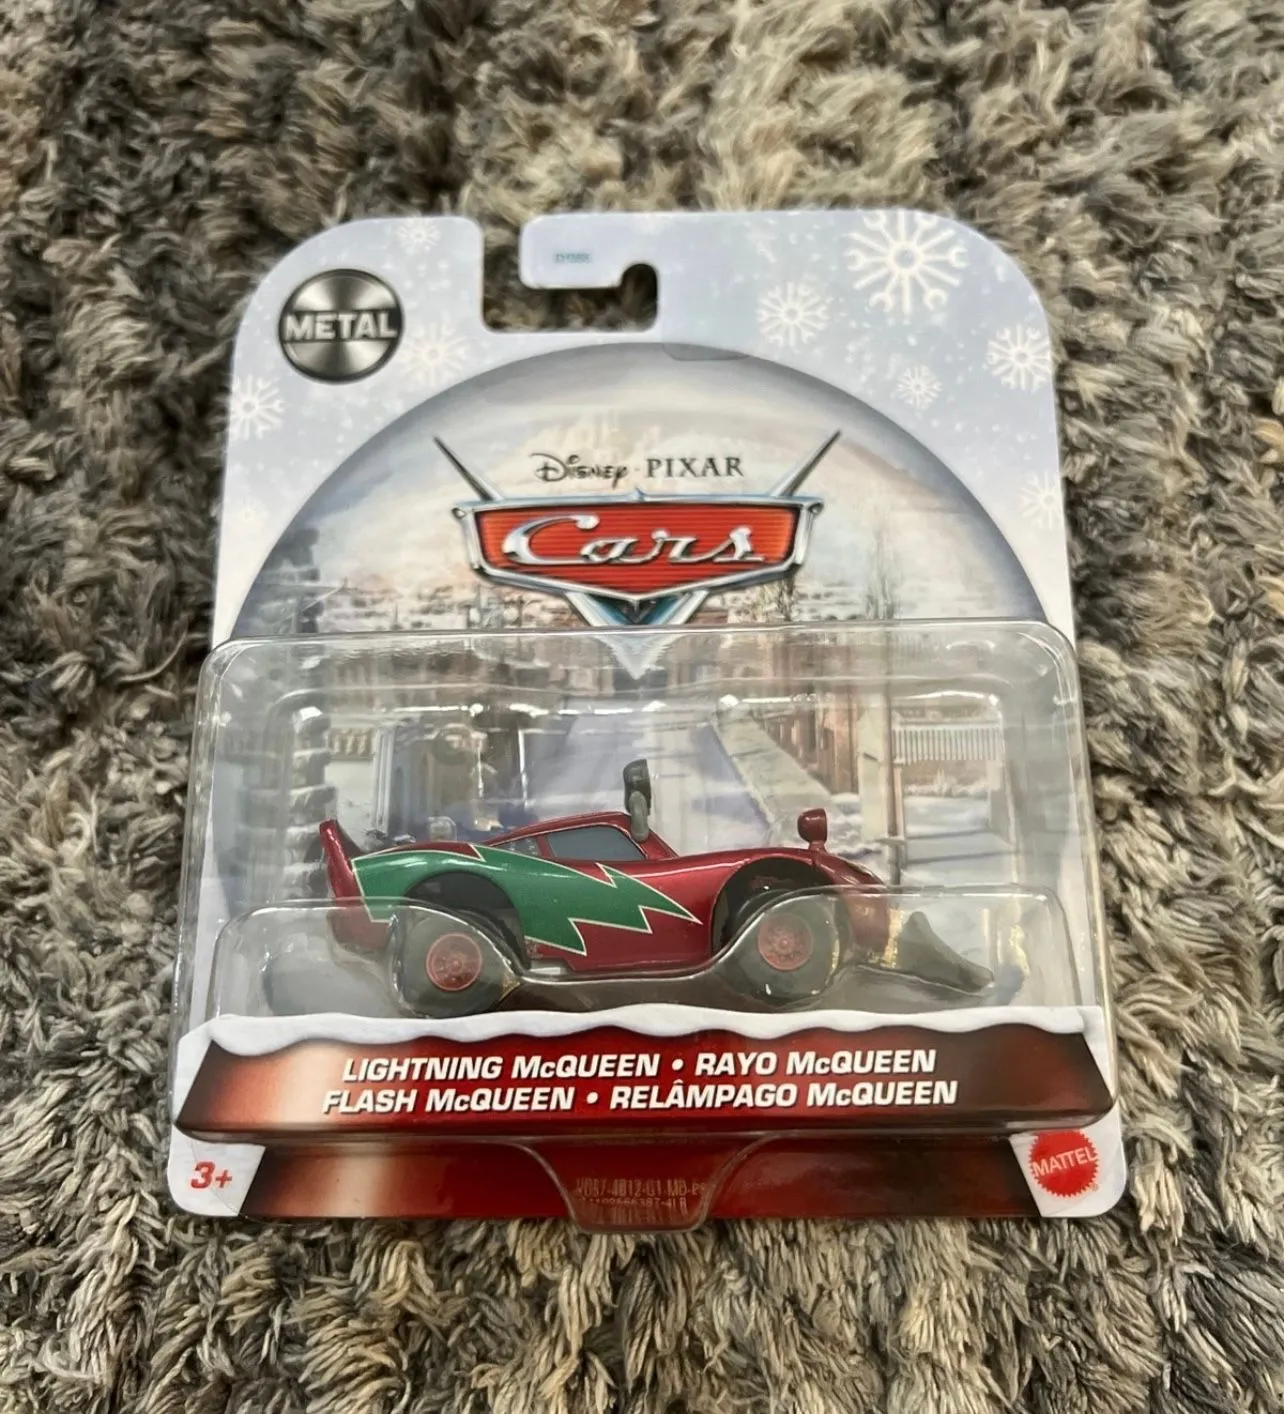 METAL
Disney · PIXAR
Cars
LIGHTNING McQUEEN • RAYO McQUEEN
FLASH McQUEEN • RELÂMPAGO McQUEEN
3+
MATTEL